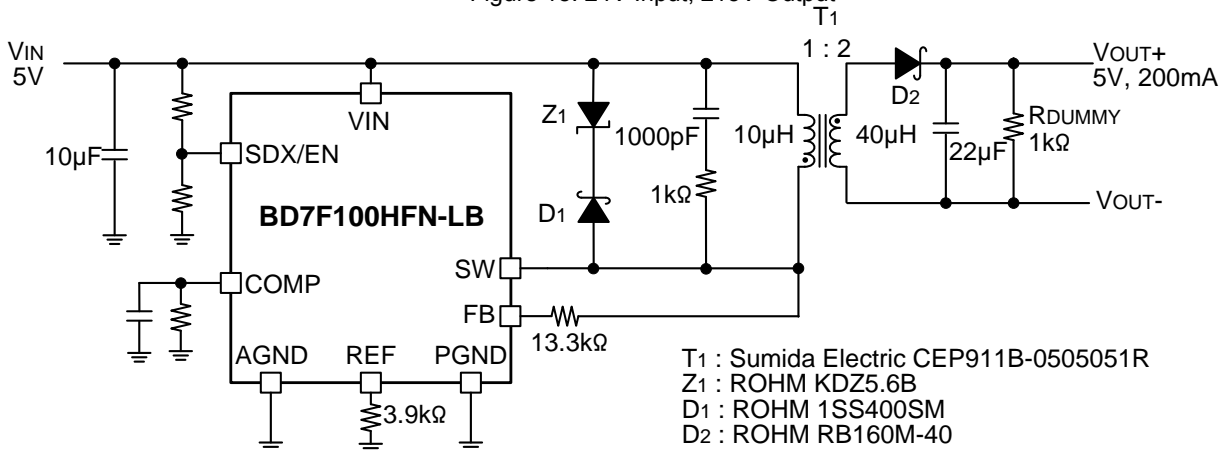 T1
VIN
5V
1 : 2
VOUT+
5V, 200mA
D2
VIN
Z1
1000pF
10µH
40µH
RDUMMY
1kΩ
22µF
10µF
SDX/EN
1kΩ
D1
VOUT-
BD7F100HFN-LB
SW
COMP
FB
13.3kΩ
AGND
REF
PGND
3.9kΩ
T1 : Sumida Electric CEP911B-0505051R
Z1 : ROHM KDZ5.6B
D1 : ROHM 1SS400SM
D2 : ROHM RB160M-40